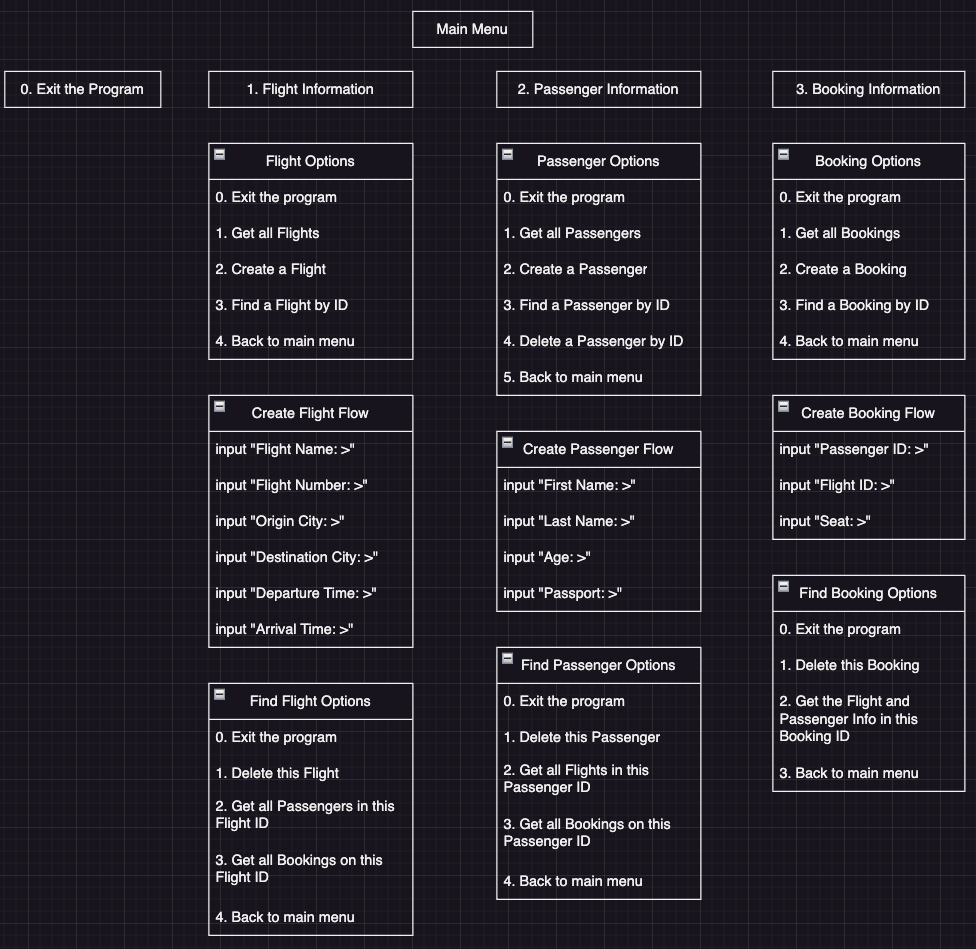 Main Menu
0. Exit the Program
1. Flight Information
2. Passenger Information
3. Booking Information
Flight Options
0. Exit the program
1. Get all Flights
2. Create a Flight
3. Find a Flight by ID
4. Back to main menu
Create Flight Flow
input "Flight Name: >"
input "Flight Number: >"
input "Origin City: >"
input "Destination City: >"
input "Departure Time: >"
input "Arrival Time: >"
Find Flight Options
0. Exit the program
1. Delete this Flight
2. Get all Passengers in this
Flight ID
3. Get all Bookings on this
Flight ID
4. Back to main menu
Passenger Options
0. Exit the program
1. Get all Passengers
2. Create a Passenger
3. Find a Passenger by ID
4. Delete a Passenger by ID
5. Back to main menu
Create Passenger Flow
input "First Name: >"
input "Last Name: >"
input "Age: >"
input "Passport: >"
Find Passenger Options
0. Exit the program
1. Delete this Passenger
2. Get all Flights in this
Passenger ID
3. Get all Bookings on this
Passenger ID
4. Back to main menu
Booking Options
0. Exit the program
1. Get all Bookings
2. Create a Booking
3. Find a Booking by ID
4. Back to main menu
Create Booking Flow
input "Passenger ID: >"
input "Flight ID: >"
input "Seat: >"
Find Booking Options
0. Exit the program
1. Delete this Booking
2. Get the Flight and
Passenger Info in this
Booking ID
3. Back to main menu